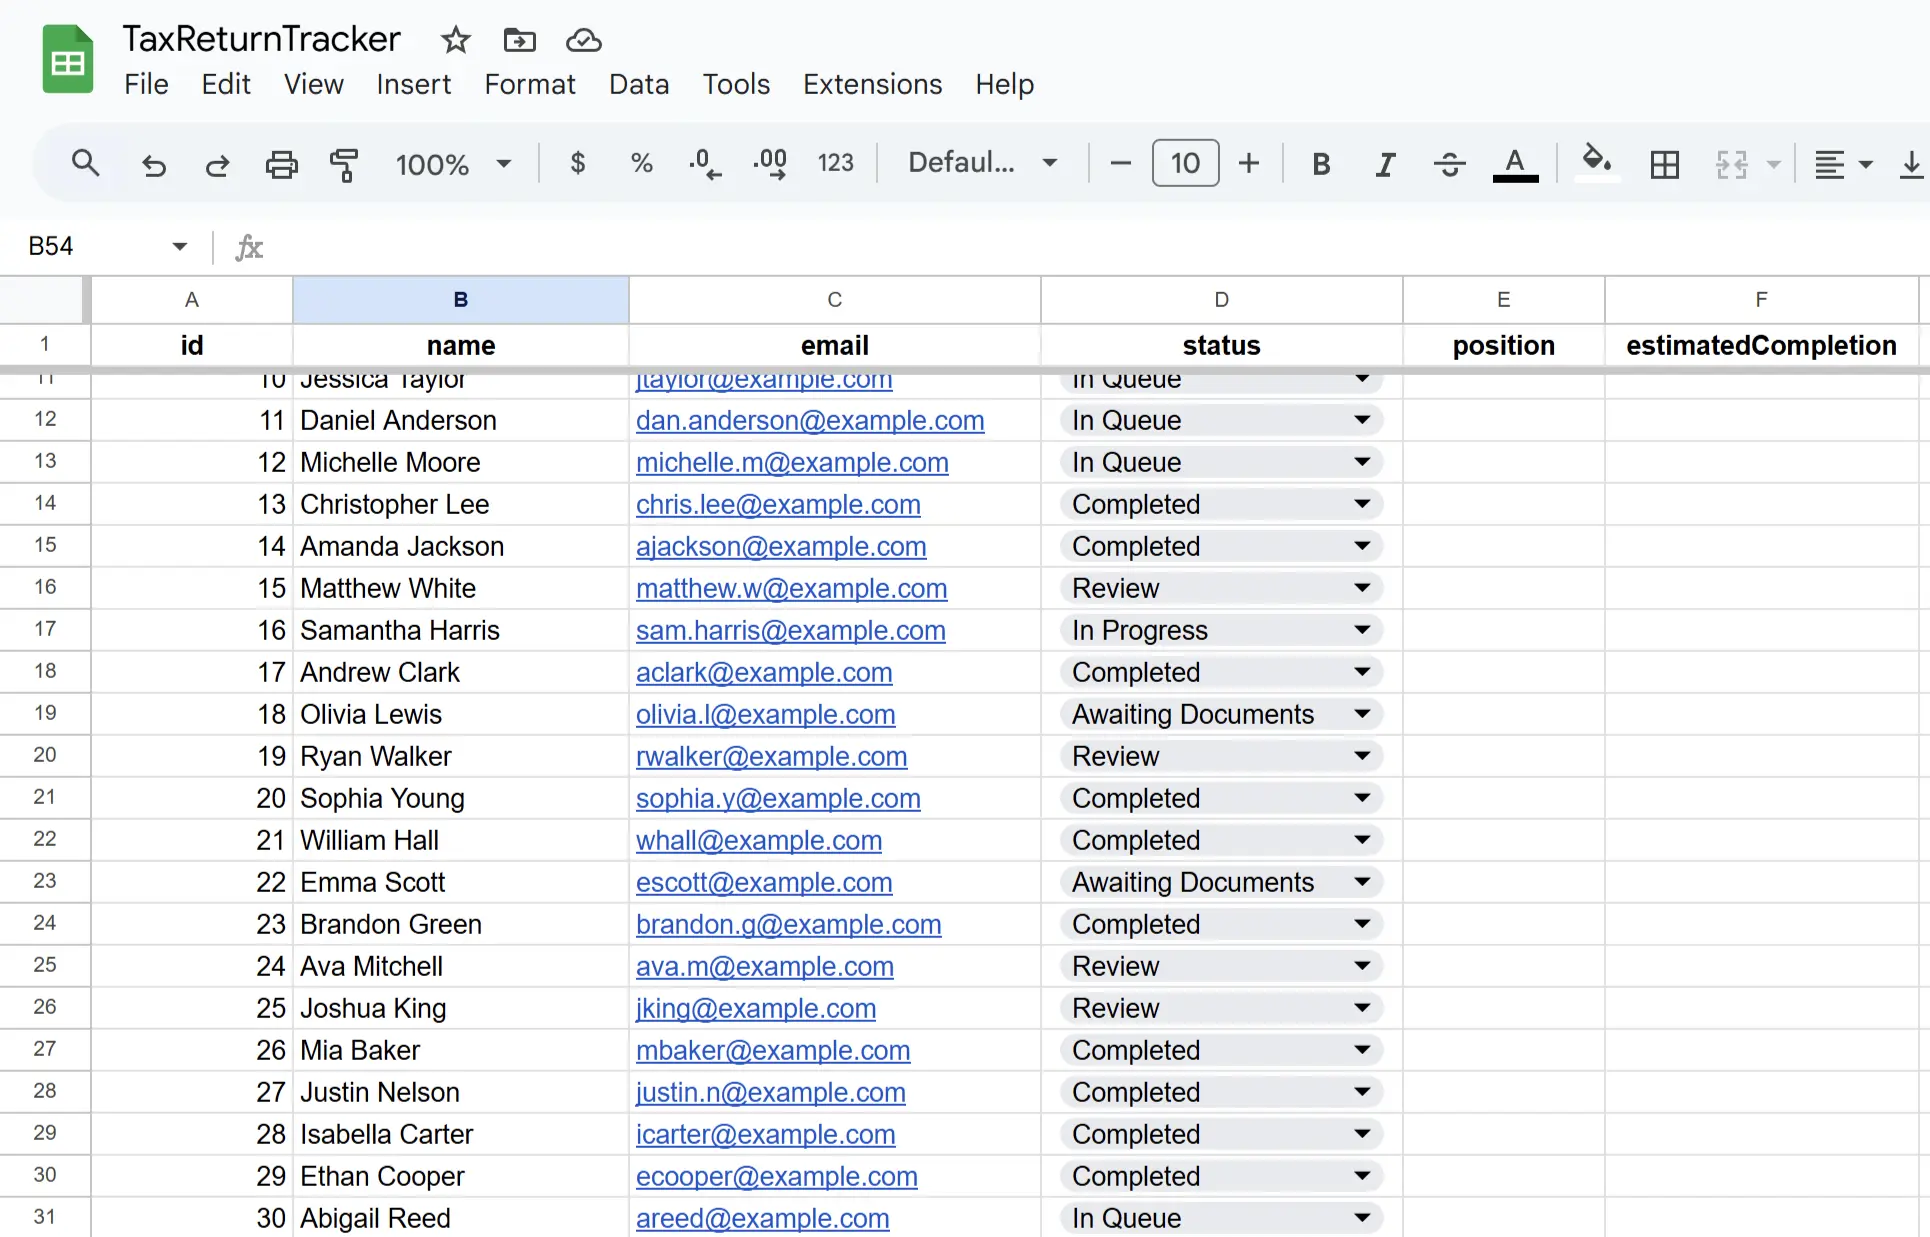 TaxReturnTracker
File Edit View Insert Format Data Tools Extensions Help
100% $ % .0 .00 123 Defaul... − 10 + B I S A
B54 fx
A B C D E F
1 id name email status position estimatedCompletion
11 10 Jessica Taylor jtaylor@example.com In Queue
12 11 Daniel Anderson dan.anderson@example.com In Queue
13 12 Michelle Moore michelle.m@example.com In Queue
14 13 Christopher Lee chris.lee@example.com Completed
15 14 Amanda Jackson ajackson@example.com Completed
16 15 Matthew White matthew.w@example.com Review
17 16 Samantha Harris sam.harris@example.com In Progress
18 17 Andrew Clark aclark@example.com Completed
19 18 Olivia Lewis olivia.l@example.com Awaiting Documents
20 19 Ryan Walker rwalker@example.com Review
21 20 Sophia Young sophia.y@example.com Completed
22 21 William Hall whall@example.com Completed
23 22 Emma Scott escott@example.com Awaiting Documents
24 23 Brandon Green brandon.g@example.com Completed
25 24 Ava Mitchell ava.m@example.com Review
26 25 Joshua King jking@example.com Review
27 26 Mia Baker mbaker@example.com Completed
28 27 Justin Nelson justin.n@example.com Completed
29 28 Isabella Carter icarter@example.com Completed
30 29 Ethan Cooper ecooper@example.com Completed
31 30 Abigail Reed areed@example.com In Queue